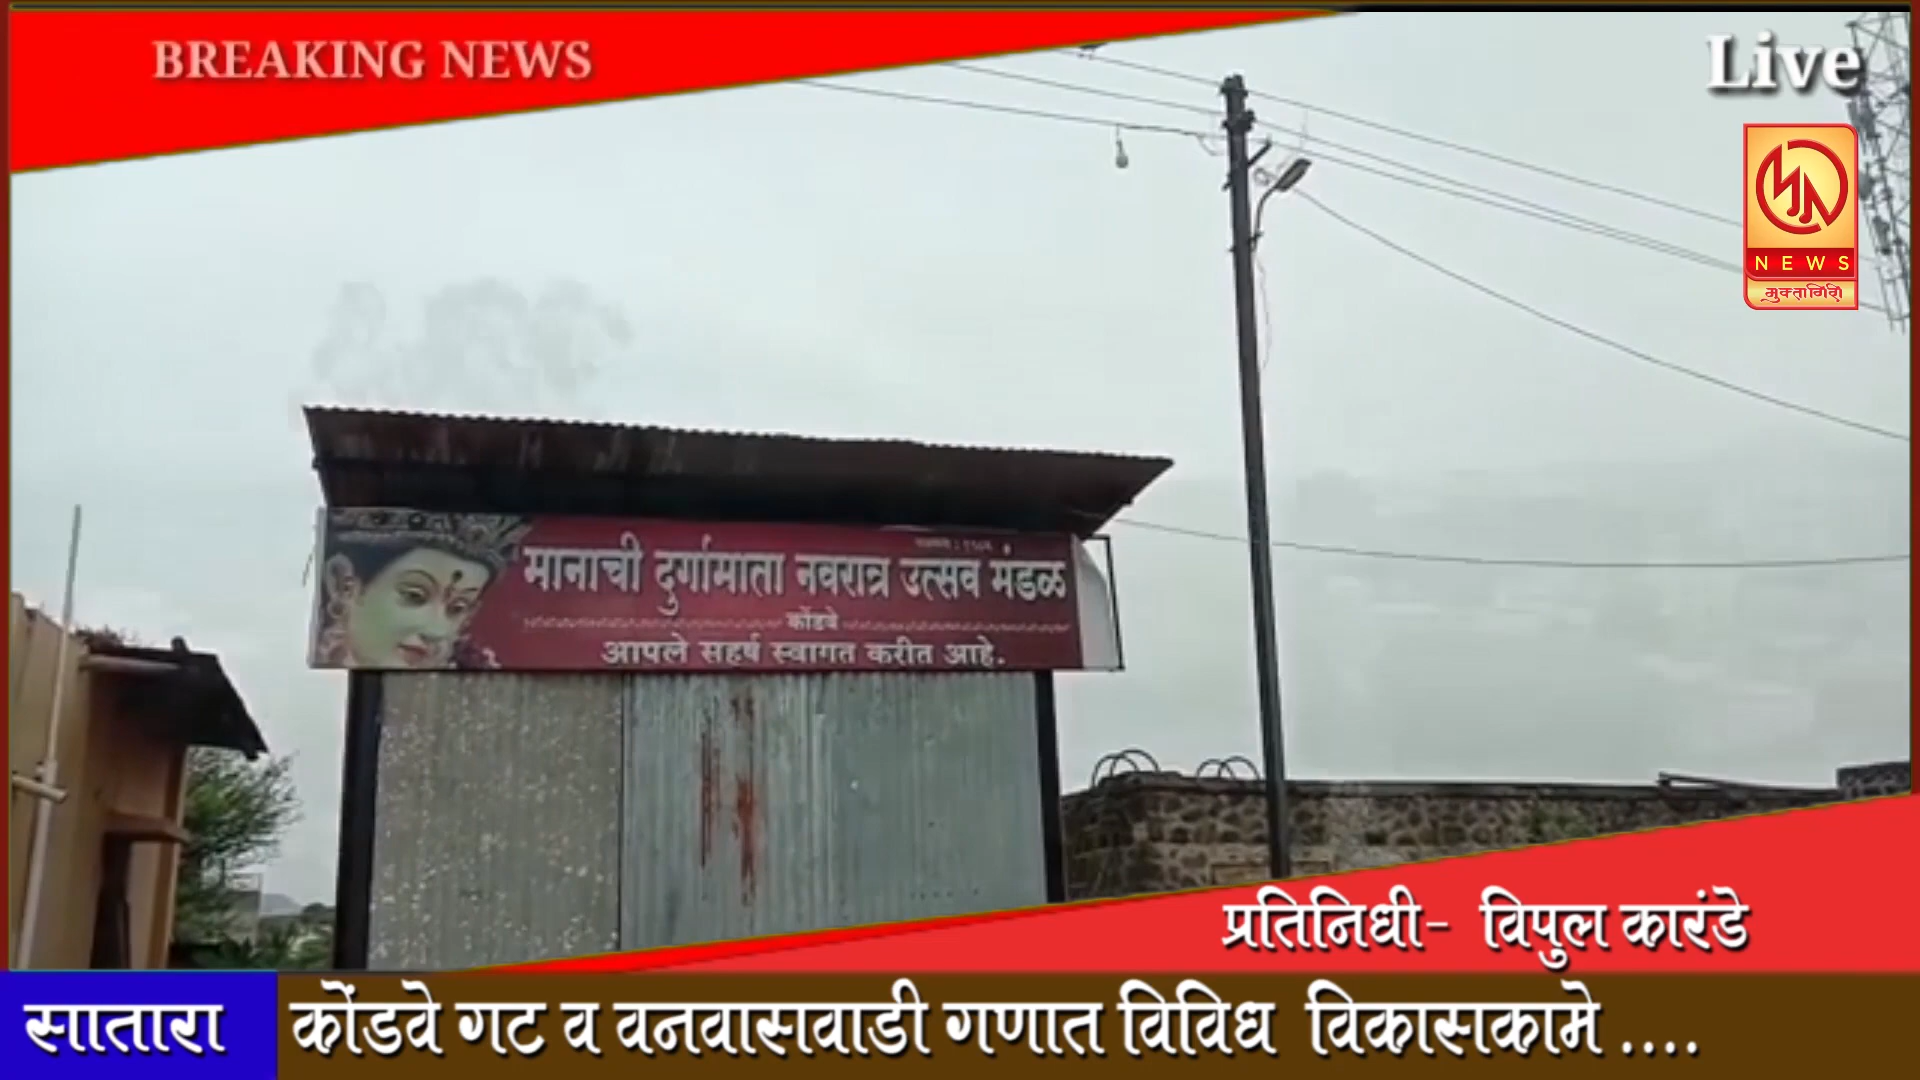 BREAKING NEWS
Live
NEWS
मुक्तागिरी
मानाची दुर्गामाता नवरात्र उत्सव मंडळ
कोंडवे
आपले सहर्ष स्वागत करीत आहे.
प्रतिनिधी- विपुल कारंडे
सातारा
कोंडवे गट व वनवासवाडी गणात विविध विकासकामे ....